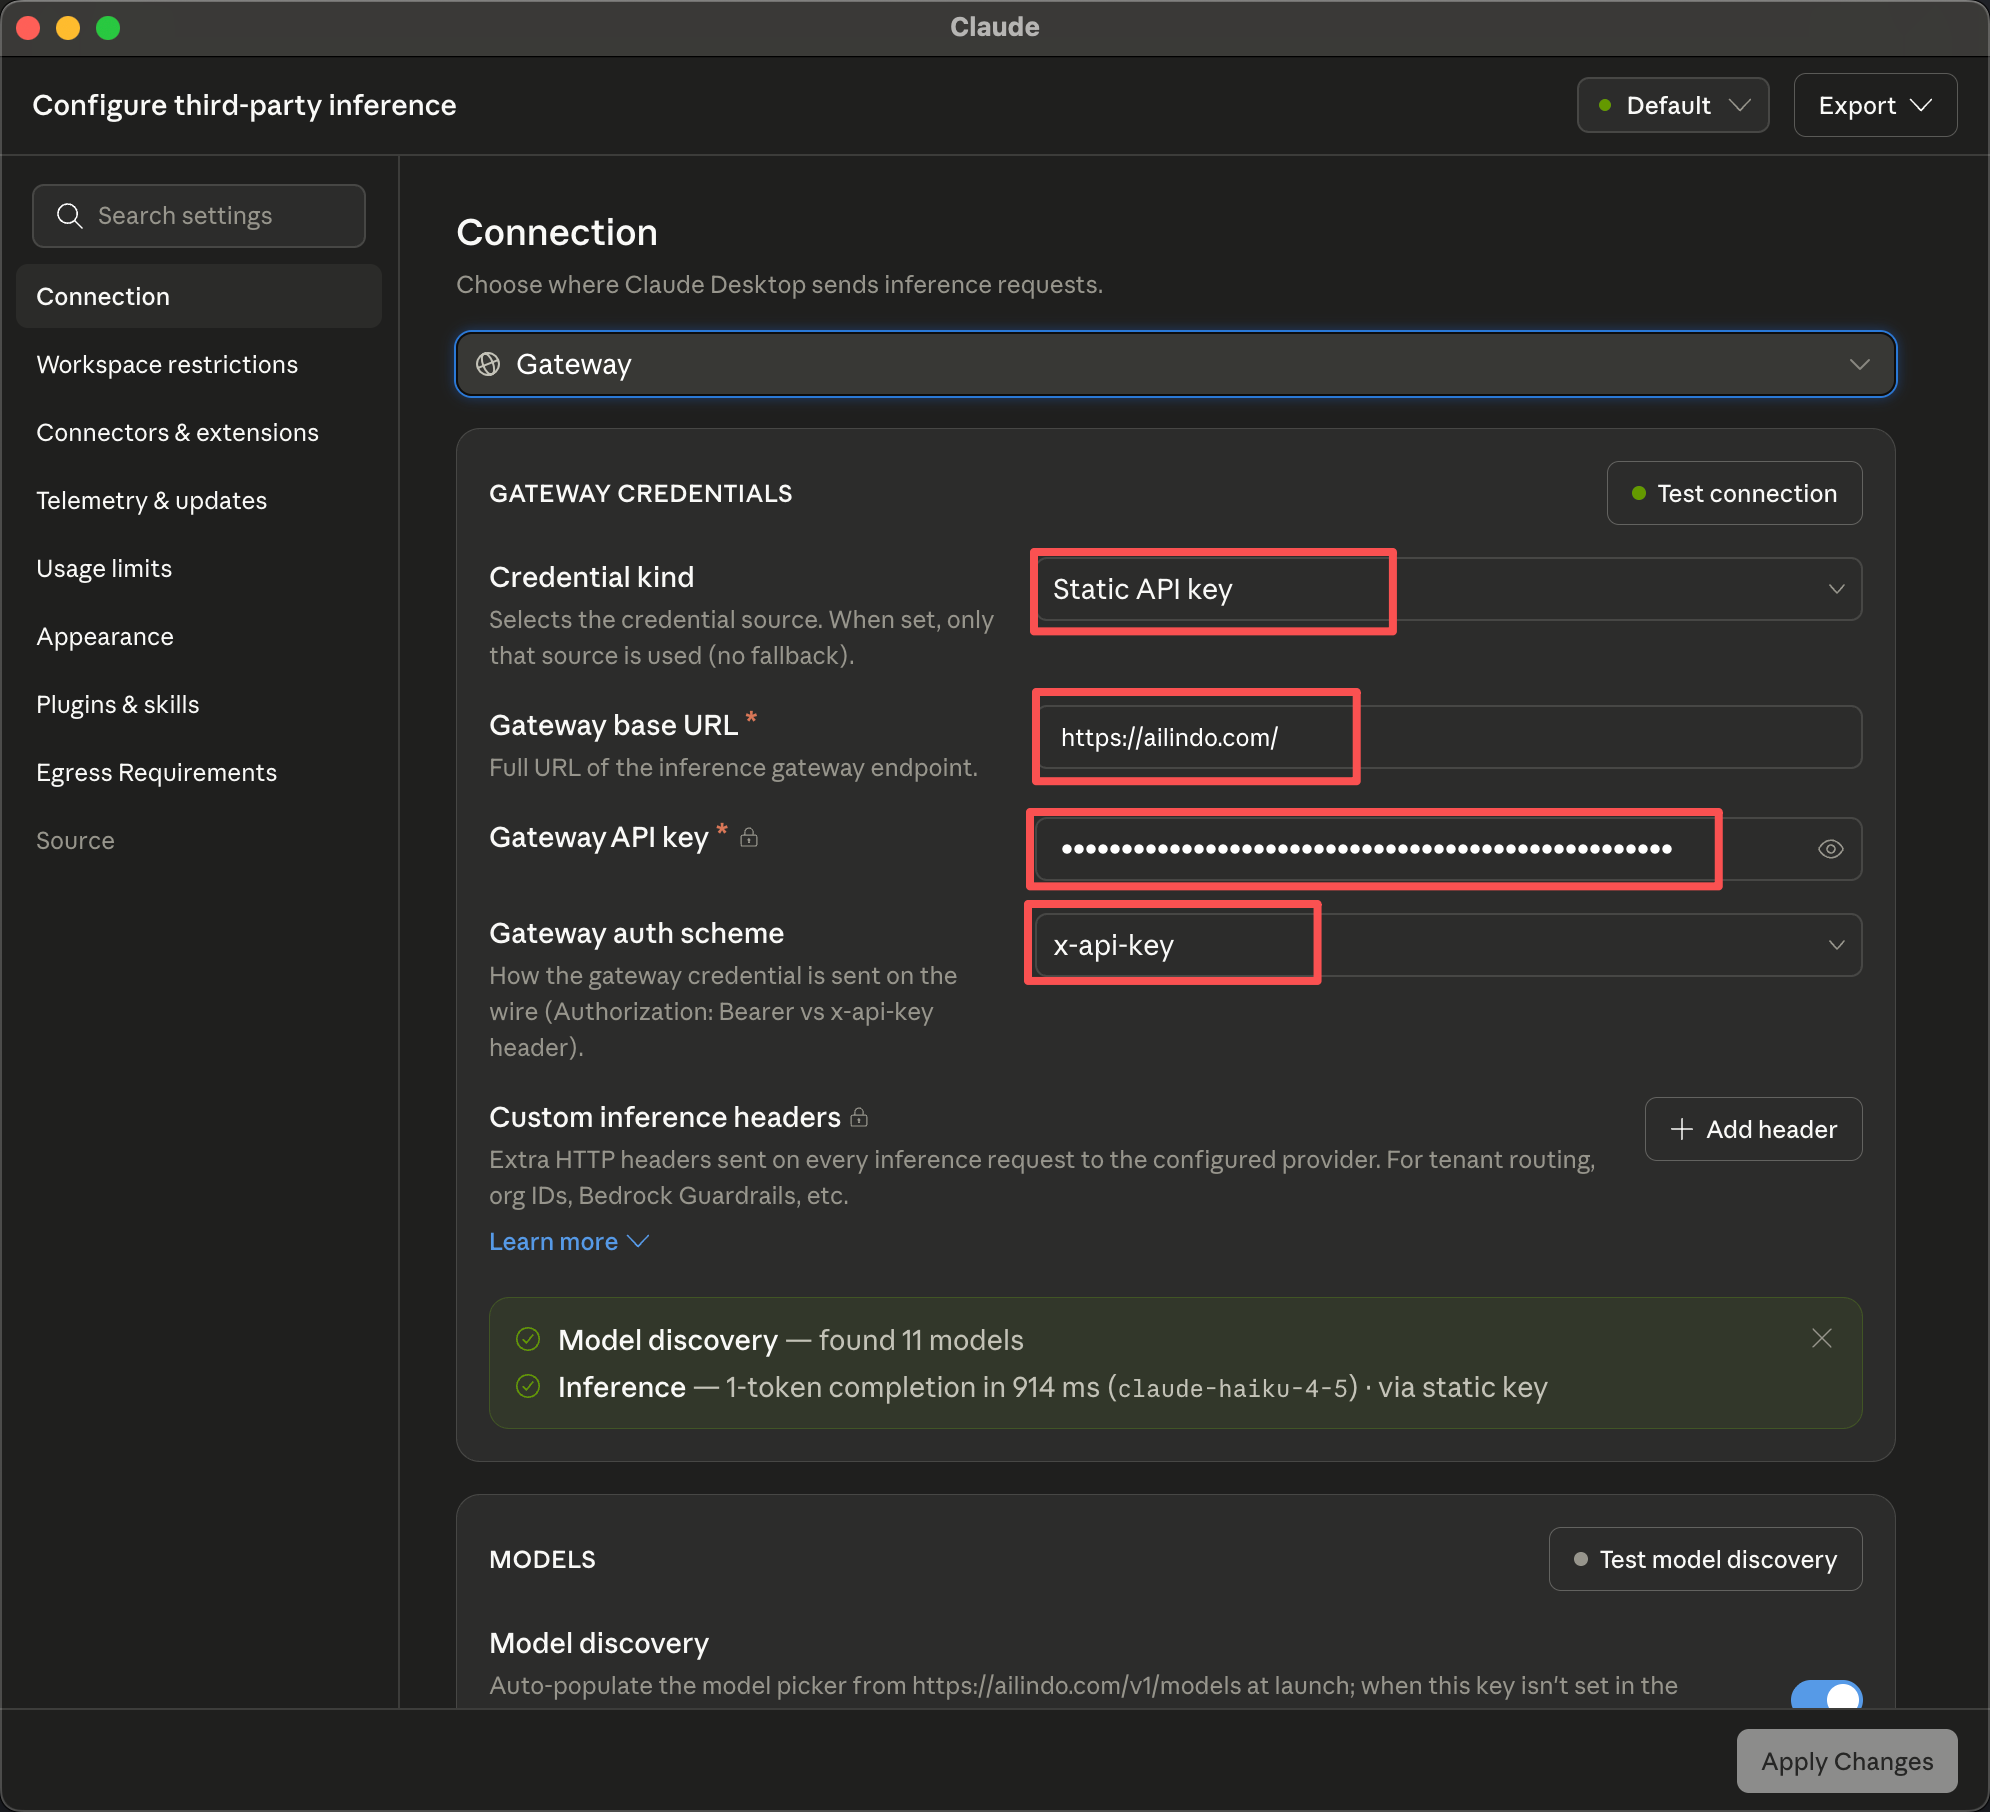 Claude
Configure third-party inference
Default
Export
Search settings
Connection
Workspace restrictions
Connectors & extensions
Telemetry & updates
Usage limits
Appearance
Plugins & skills
Egress Requirements
Source
Connection
Choose where Claude Desktop sends inference requests.
Gateway
GATEWAY CREDENTIALS
Test connection
Credential kind
Selects the credential source. When set, only
that source is used (no fallback).
Static API key
Gateway base URL *
Full URL of the inference gateway endpoint.
https://ailindo.com/
Gateway API key *
•••••••••••••••••••••••••••••••••••••••••••••••••••
Gateway auth scheme
How the gateway credential is sent on the
wire (Authorization: Bearer vs x-api-key
header).
x-api-key
Custom inference headers
Extra HTTP headers sent on every inference request to the configured provider. For tenant routing,
org IDs, Bedrock Guardrails, etc.
Add header
Learn more
Model discovery — found 11 models
Inference — 1-token completion in 914 ms (claude-haiku-4-5) · via static key
MODELS
Test model discovery
Model discovery
Auto-populate the model picker from https://ailindo.com/v1/models at launch; when this key isn't set in the
Apply Changes